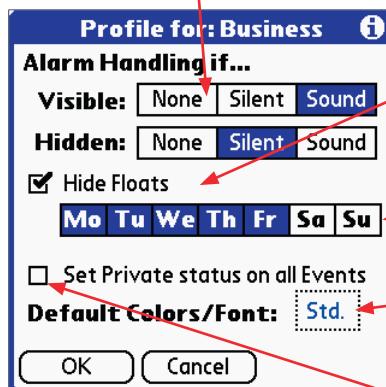 Profile for: Business
Alarm Handling if...
Visible: None Silent Sound
Hidden: None Silent Sound
Hide Floats
Mo Tu We Th Fr Sa Su
Set Private status on all Events
Default Colors/Font: Std.
OK Cancel